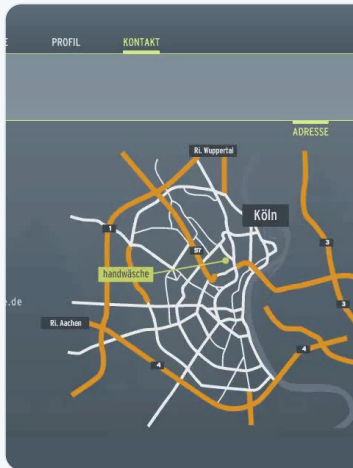 E PROFIL KONTAKT
ADRESSE
Ri. Wuppertal
Köln
1
57
3
handwäsche
e.de
3
Ri. Aachen
4
4